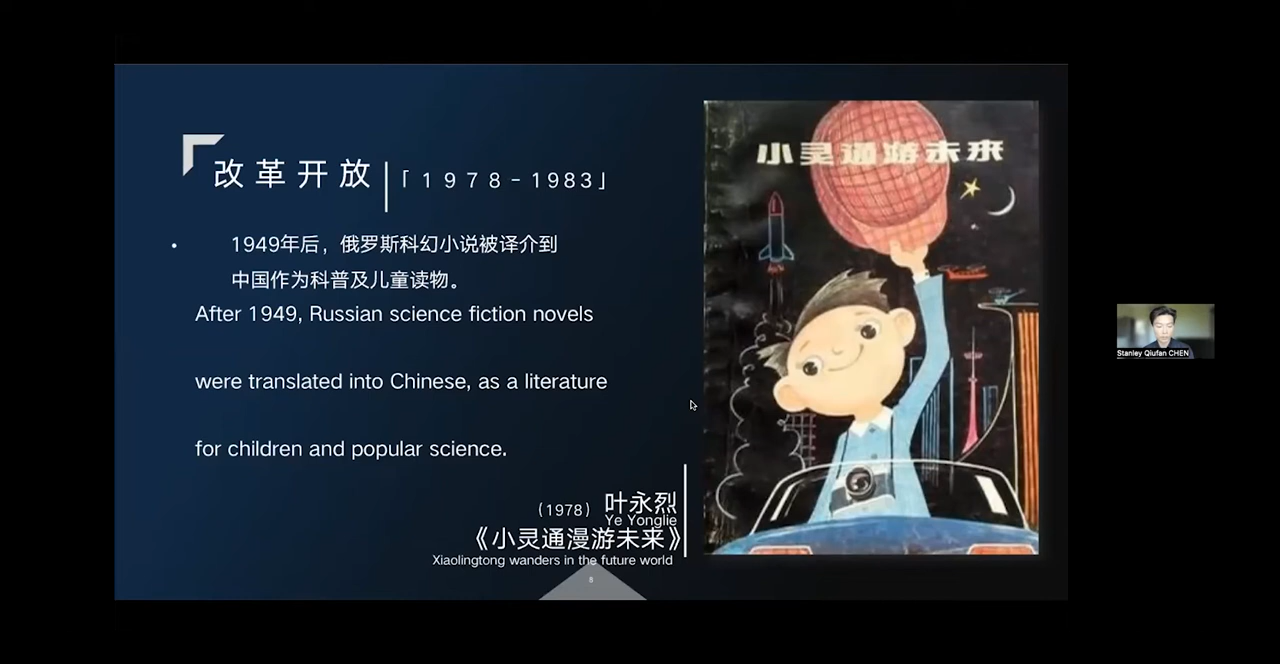 改革开放
「1978-1983」
• 1949年后，俄罗斯科幻小说被译介到
中国作为科普及儿童读物。
After 1949, Russian science fiction novels
were translated into Chinese, as a literature
for children and popular science.
（1978） 叶永烈
Ye Yonglie
《小灵通漫游未来》
Xiaolingtong wanders in the future world
8
小灵通游未来
Stanley Qiufan CHEN